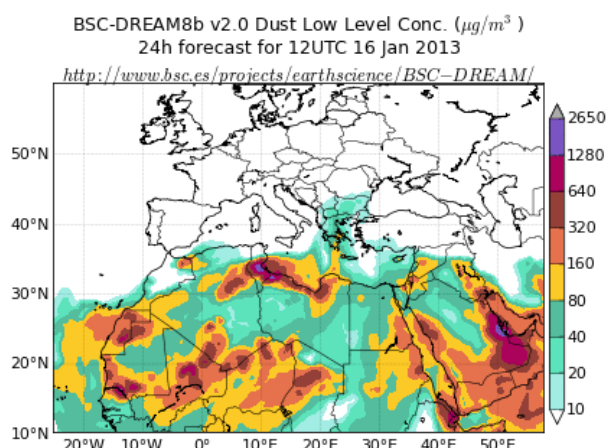 BSC-DREAM8b v2.0 Dust Low Level Conc. (μg/m³ )
24h forecast for 12UTC 16 Jan 2013
http://www.bsc.es/projects/earthscience/BSC−DREAM/
2650
1280
640
320
160
80
40
20
10
50°N
40°N
30°N
20°N
10°N
20°W 10°W 0° 10°E 20°E 30°E 40°E 50°E